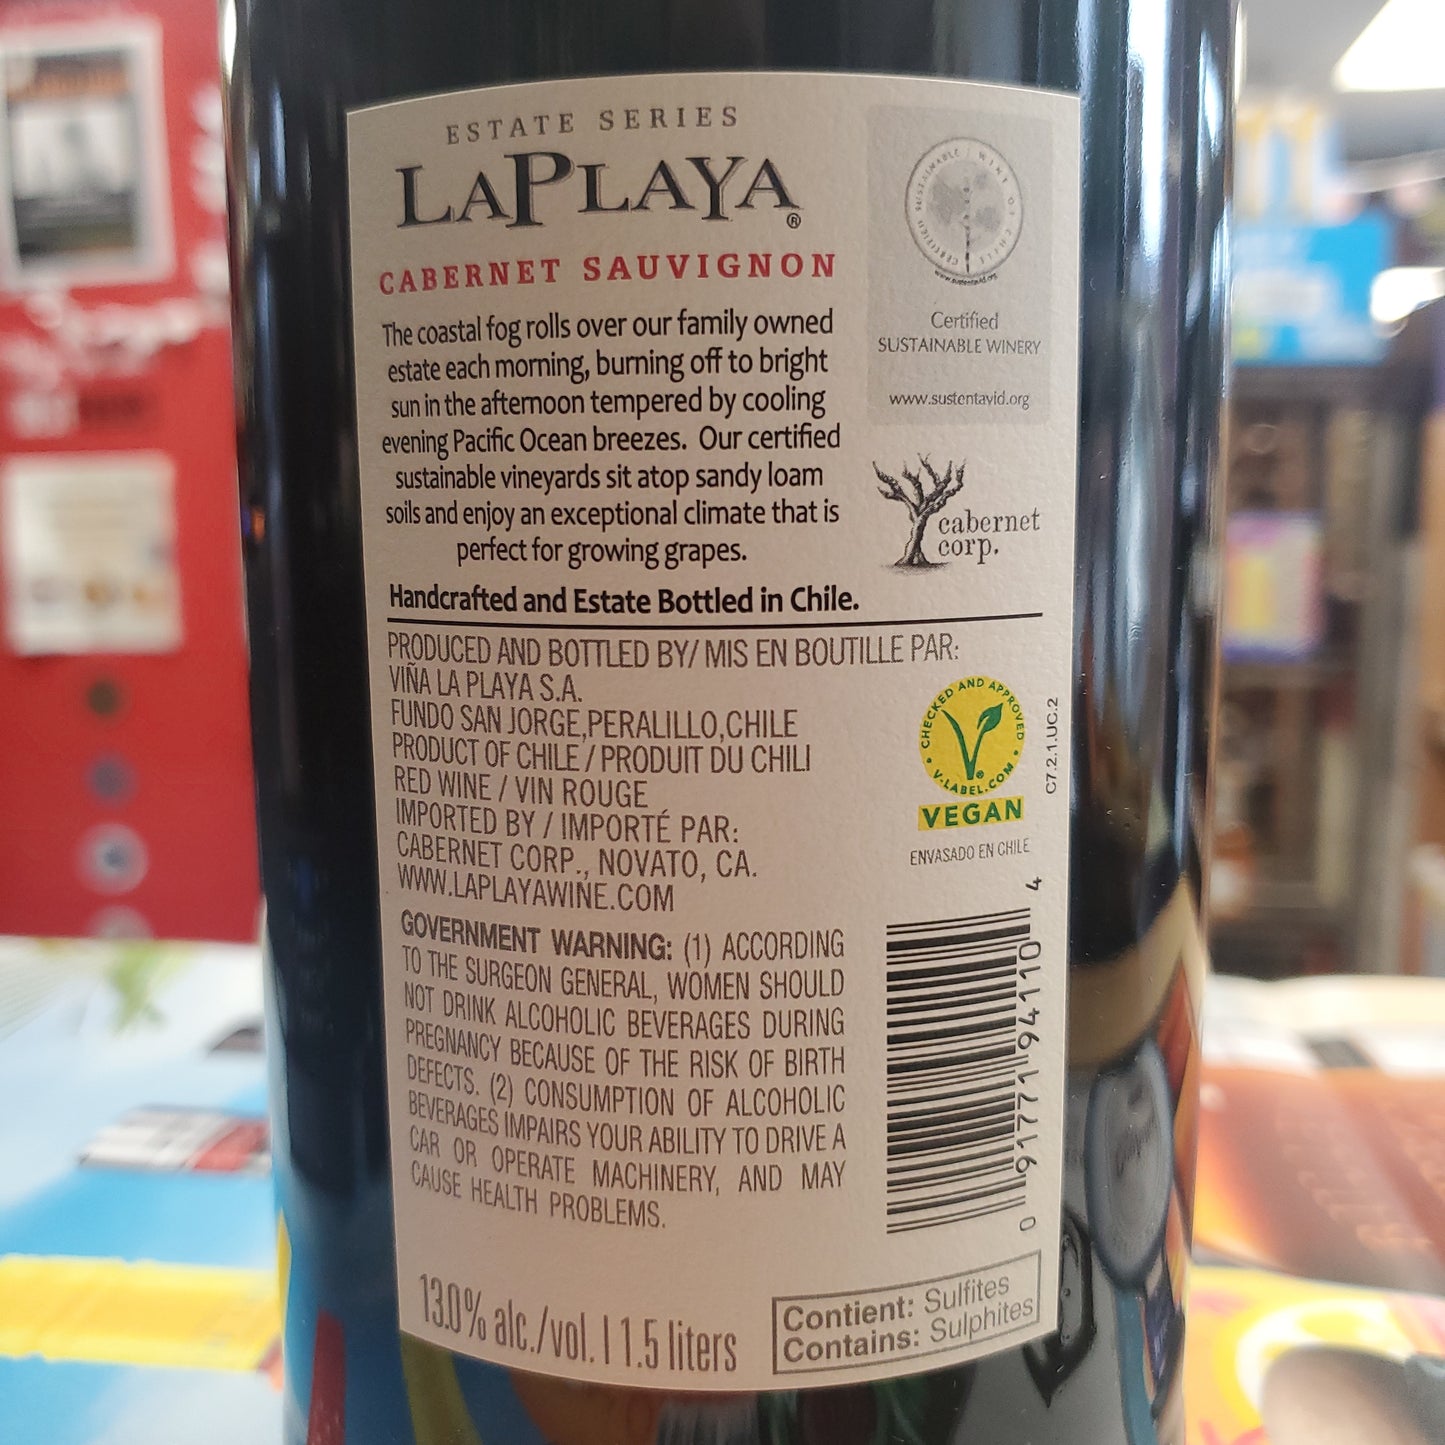 ESTATE SERIES
LAPLAYA®
CABERNET SAUVIGNON
The coastal fog rolls over our family owned
estate each morning, burning off to bright
sun in the afternoon tempered by cooling
evening Pacific Ocean breezes. Our certified
sustainable vineyards sit atop sandy loam
soils and enjoy an exceptional climate that is
perfect for growing grapes.
Handcrafted and Estate Bottled in Chile.
CERTIFIED SUSTAINABLE WINE OF CHILE
www.sustentavid.org
Certified
SUSTAINABLE WINERY
www.sustentavid.org
cabernet
corp.
PRODUCED AND BOTTLED BY/ MIS EN BOUTILLE PAR:
VIÑA LA PLAYA S.A.
FUNDO SAN JORGE,PERALILLO,CHILE
PRODUCT OF CHILE / PRODUIT DU CHILI
RED WINE / VIN ROUGE
IMPORTED BY / IMPORTÉ PAR:
CABERNET CORP., NOVATO, CA.
WWW.LAPLAYAWINE.COM
CHECKED AND APPROVED
V-LABEL.COM
VEGAN
ENVASADO EN CHILE
C7.2.1.UC.2
GOVERNMENT WARNING: (1) ACCORDING
TO THE SURGEON GENERAL, WOMEN SHOULD
NOT DRINK ALCOHOLIC BEVERAGES DURING
PREGNANCY BECAUSE OF THE RISK OF BIRTH
DEFECTS. (2) CONSUMPTION OF ALCOHOLIC
BEVERAGES IMPAIRS YOUR ABILITY TO DRIVE A
CAR OR OPERATE MACHINERY, AND MAY
CAUSE HEALTH PROBLEMS.
0 91771 94110 4
13.0% alc./vol. | 1.5 liters
Contient: Sulfites
Contains: Sulphites